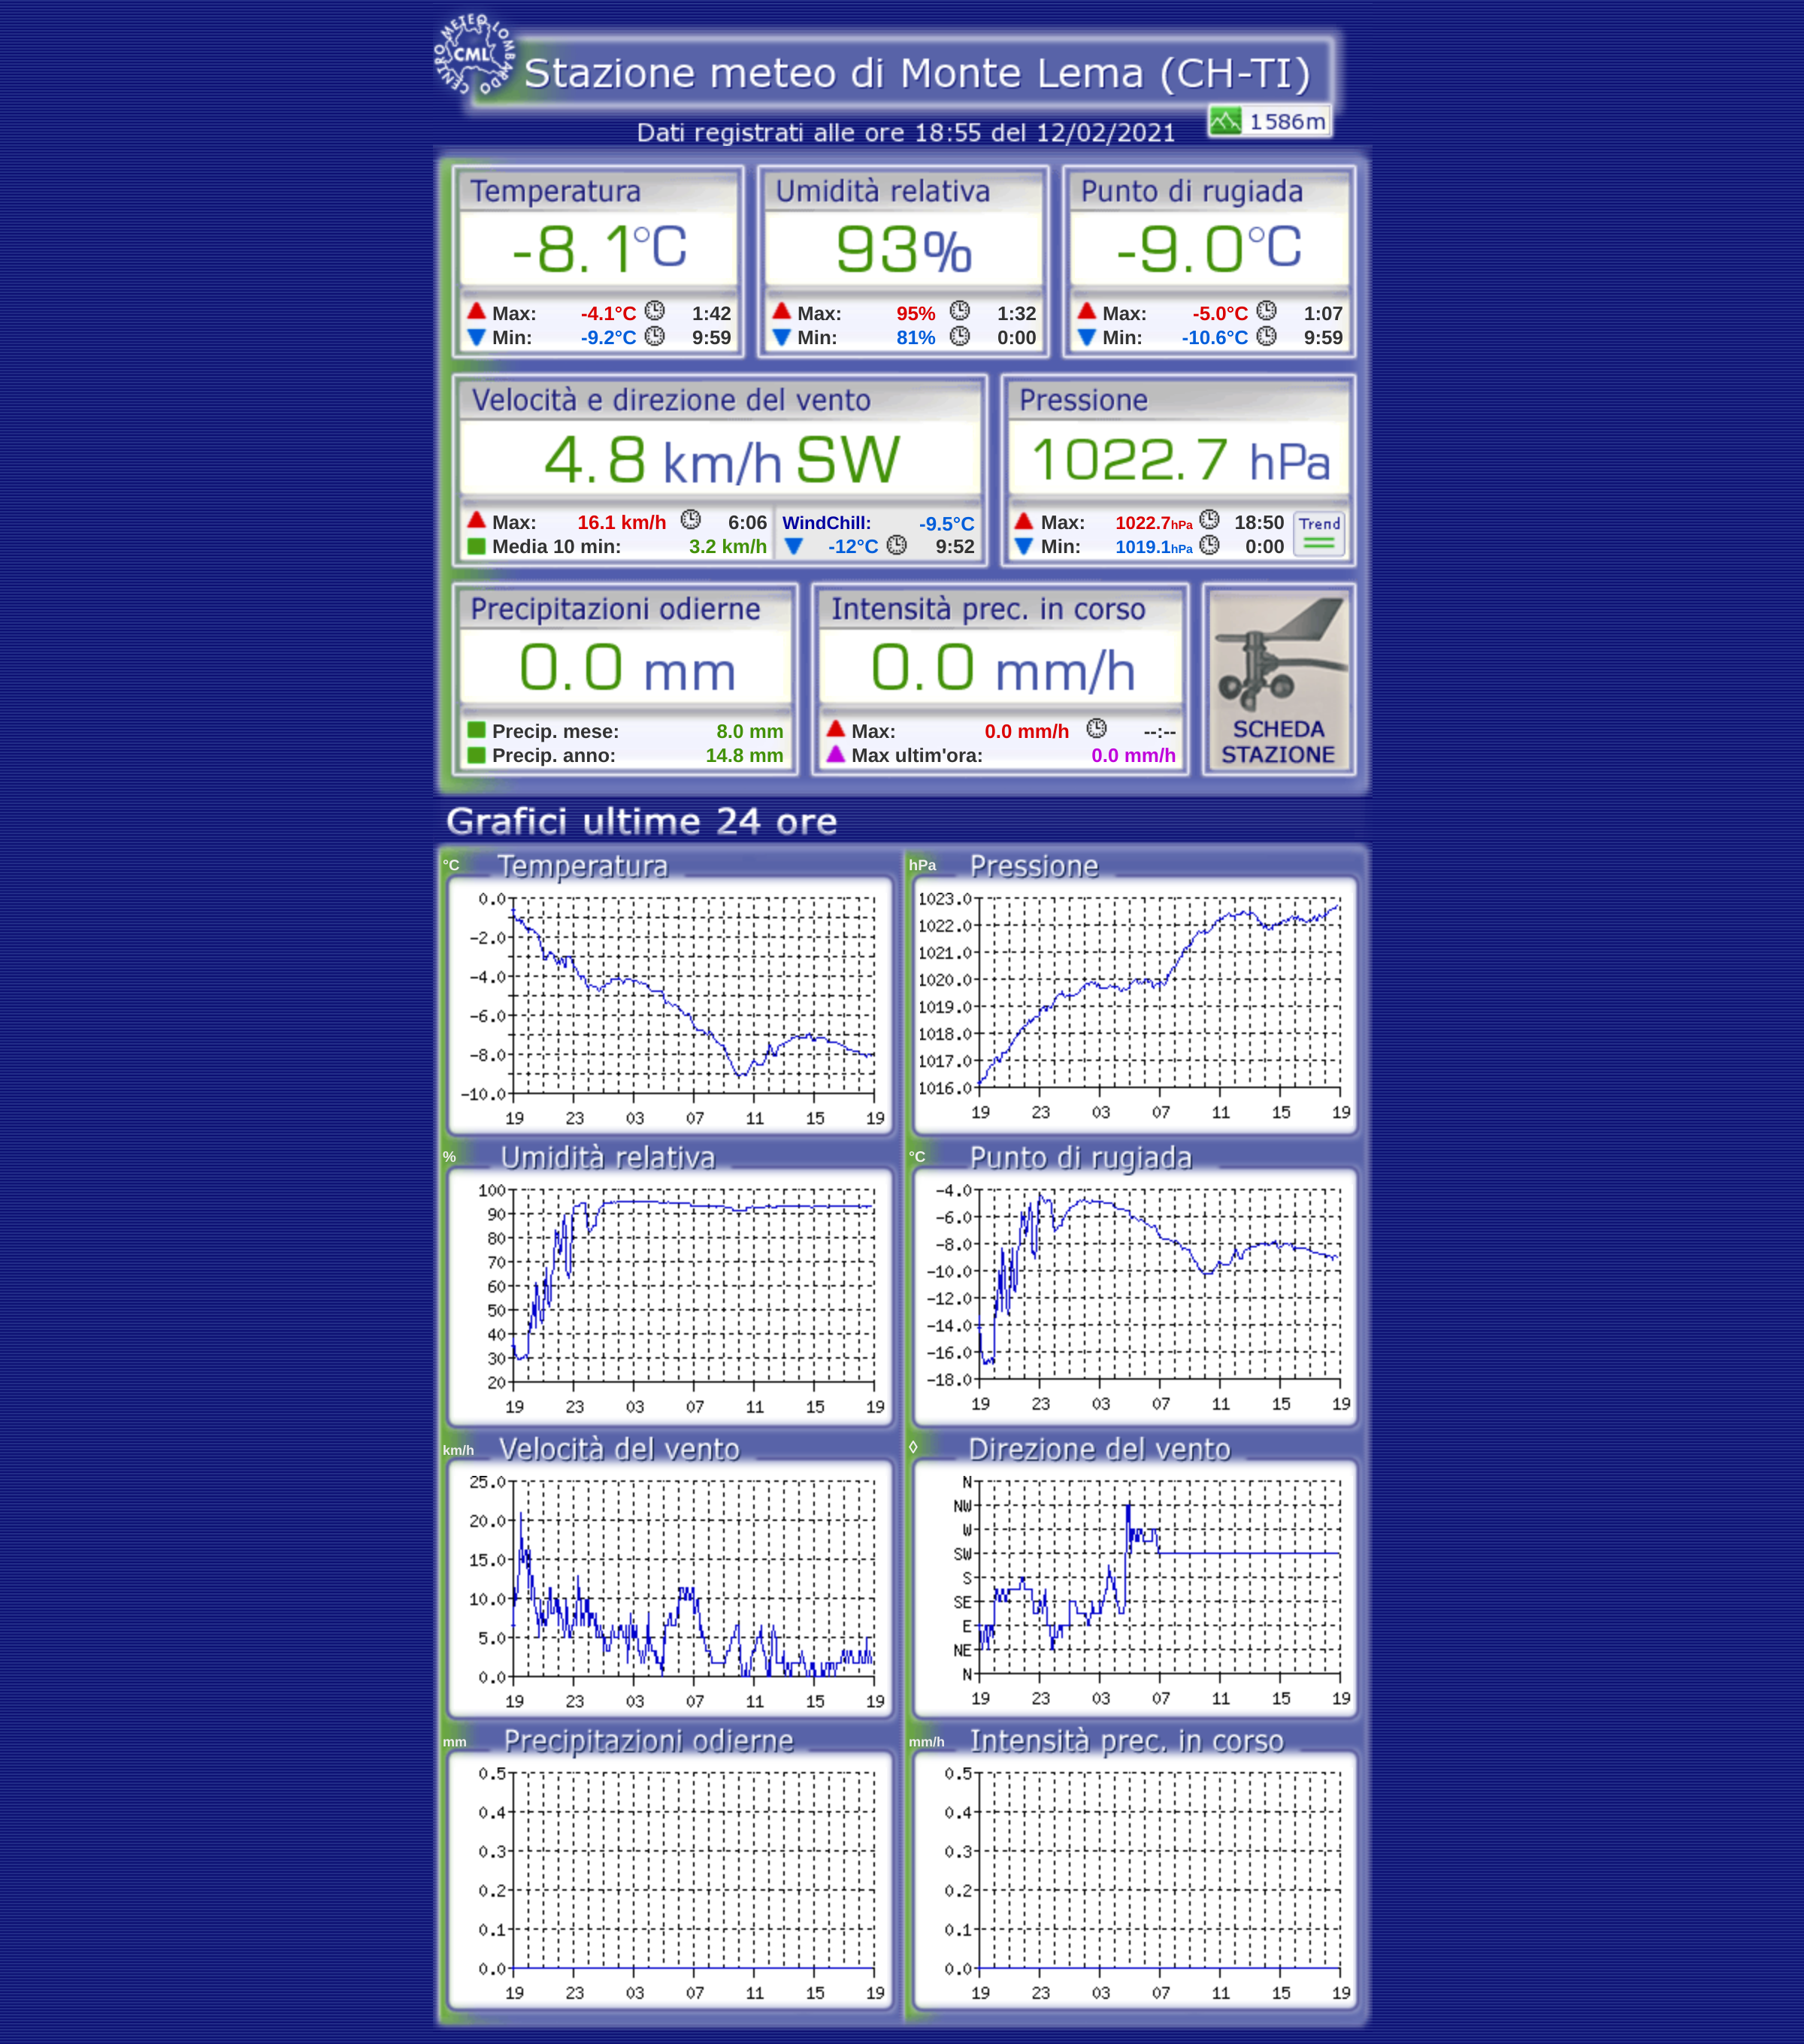 CENTRO METEO LOMBARDO
CML
Stazione meteo di Monte Lema (CH-TI)
1586m
Dati registrati alle ore 18:55 del 12/02/2021
Temperatura Umidità relativa Punto di rugiada
-8.1°C 93% -9.0°C
Max: -4.1°C 1:42 Max: 95% 1:32 Max: -5.0°C 1:07
Min: -9.2°C 9:59 Min: 81% 0:00 Min: -10.6°C 9:59
Velocità e direzione del vento Pressione
4.8 km/h SW 1022.7 hPa
Max: 16.1 km/h 6:06 WindChill: -9.5°C Max: 1022.7hPa 18:50 Trend
Media 10 min: 3.2 km/h -12°C 9:52 Min: 1019.1hPa 0:00
Precipitazioni odierne Intensità prec. in corso
0.0 mm 0.0 mm/h
Precip. mese: 8.0 mm Max: 0.0 mm/h --:-- SCHEDA
Precip. anno: 14.8 mm Max ultim'ora: 0.0 mm/h STAZIONE
Grafici ultime 24 ore
°C Temperatura
0.0
-2.0
-4.0
-6.0
-8.0
-10.0
19 23 03 07 11 15 19
hPa Pressione
1023.0
1022.0
1021.0
1020.0
1019.0
1018.0
1017.0
1016.0
19 23 03 07 11 15 19
% Umidità relativa
100
90
80
70
60
50
40
30
20
19 23 03 07 11 15 19
°C Punto di rugiada
-4.0
-6.0
-8.0
-10.0
-12.0
-14.0
-16.0
-18.0
19 23 03 07 11 15 19
km/h Velocità del vento
25.0
20.0
15.0
10.0
5.0
0.0
19 23 03 07 11 15 19
◊ Direzione del vento
N
NW
W
SW
S
SE
E
NE
N
19 23 03 07 11 15 19
mm Precipitazioni odierne
0.5
0.4
0.3
0.2
0.1
0.0
19 23 03 07 11 15 19
mm/h Intensità prec. in corso
0.5
0.4
0.3
0.2
0.1
0.0
19 23 03 07 11 15 19